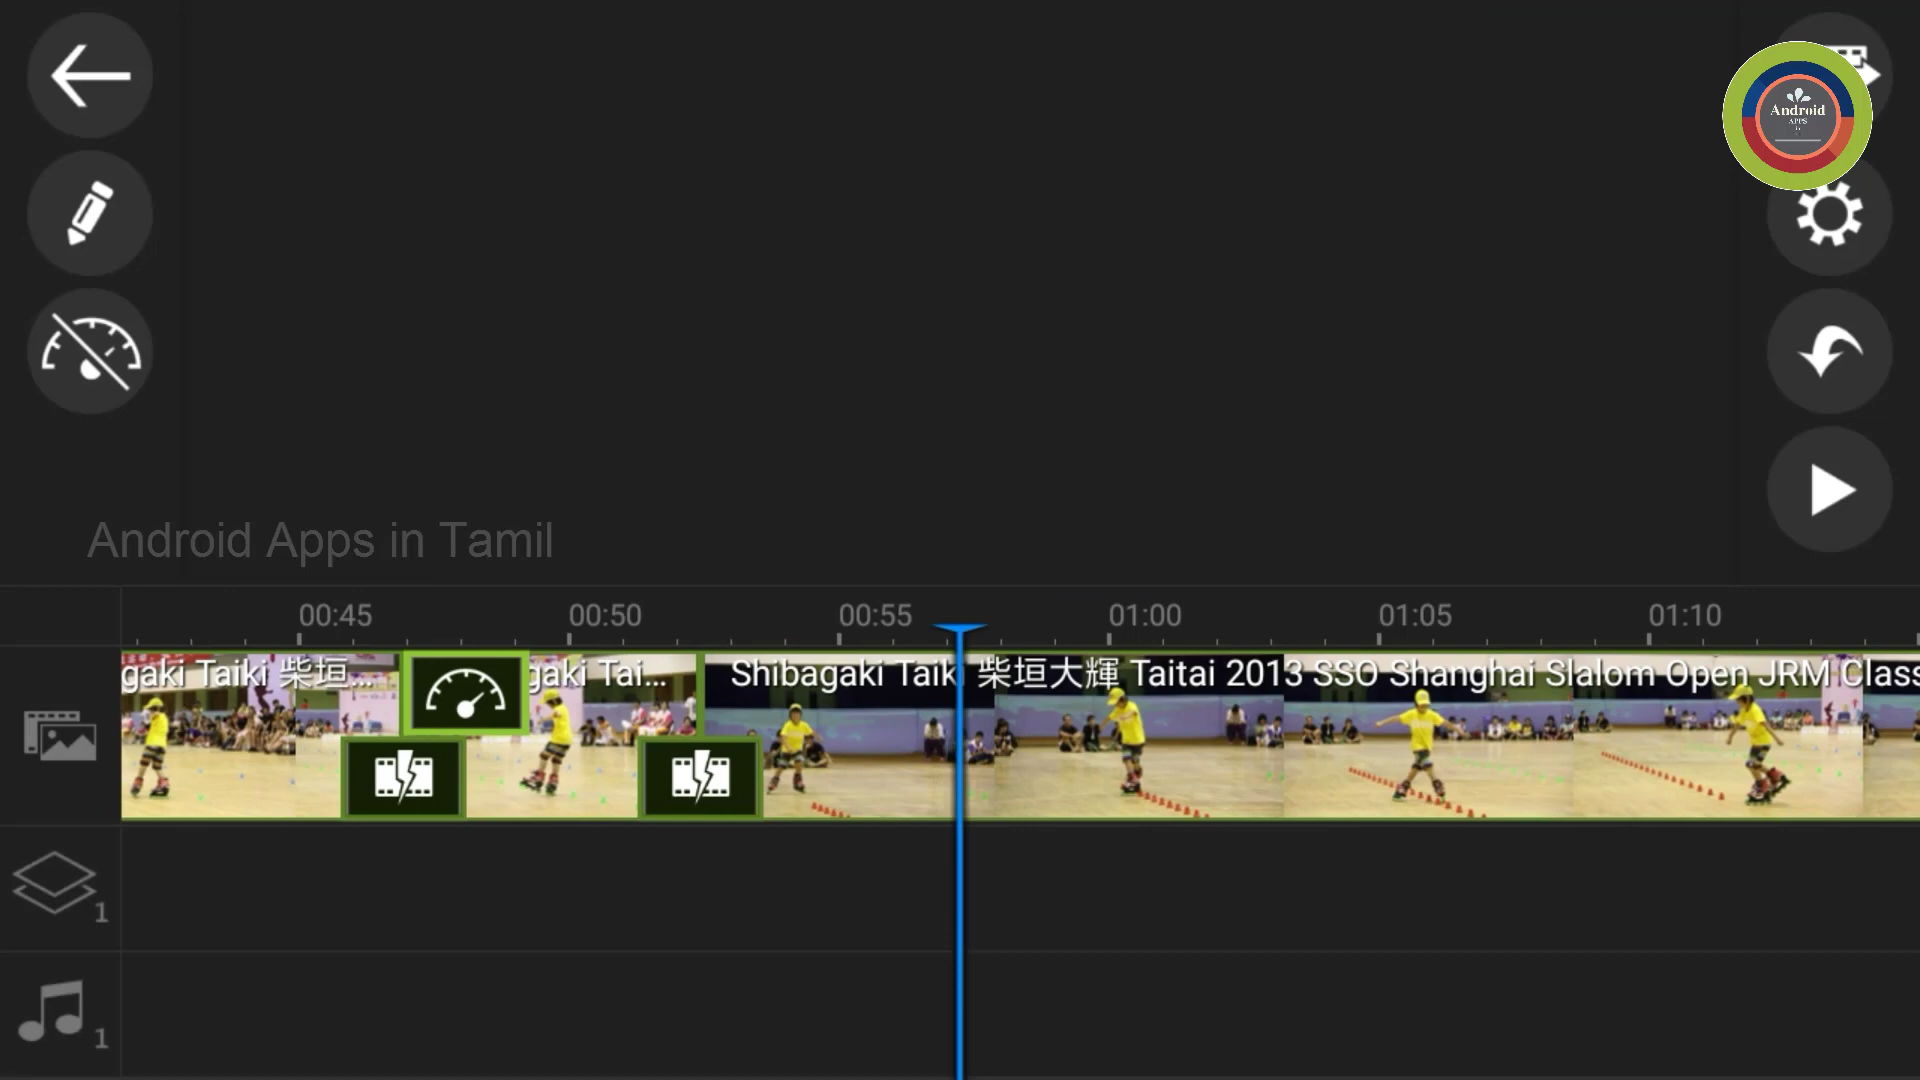 Android
APPS
Android Apps in Tamil
00:45 00:50 00:55 01:00 01:05 01:10
gaki Taiki 柴垣... gaki Tai... Shibagaki Taik 柴垣大輝 Taitai 2013 SSO Shanghai Slalom Open JRM Class
1
1